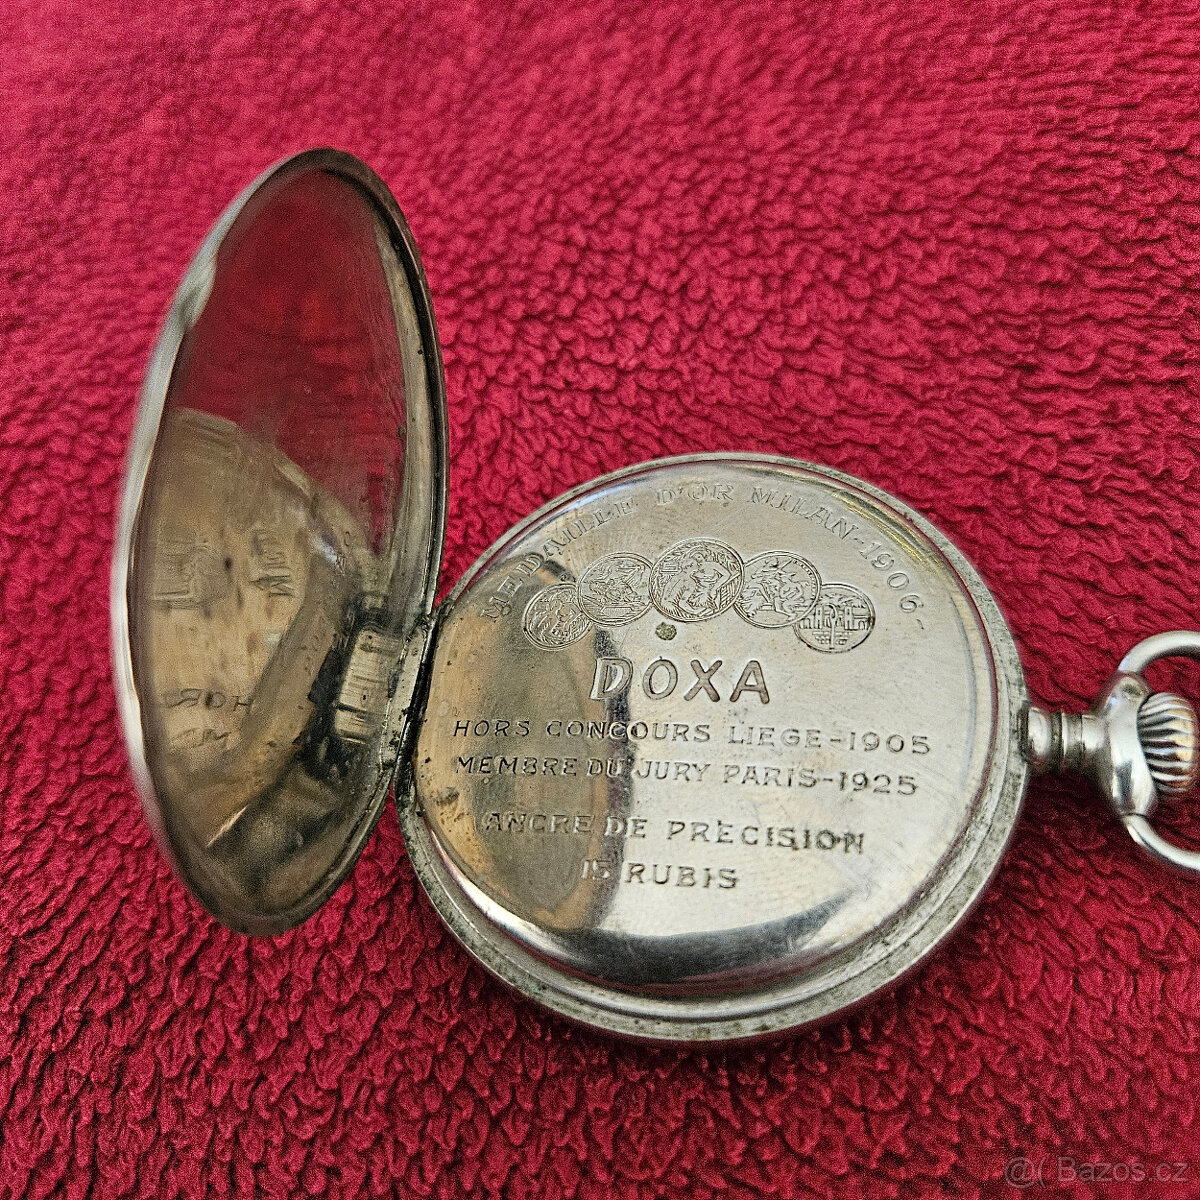 MEDAILLE D'OR MILAN-1906-
DOXA
HORS CONCOURS LIEGE-1905
MEMBRE DU JURY PARIS-1925
ANCRE DE PRECISION
15 RUBIS
@( Bazos.cz